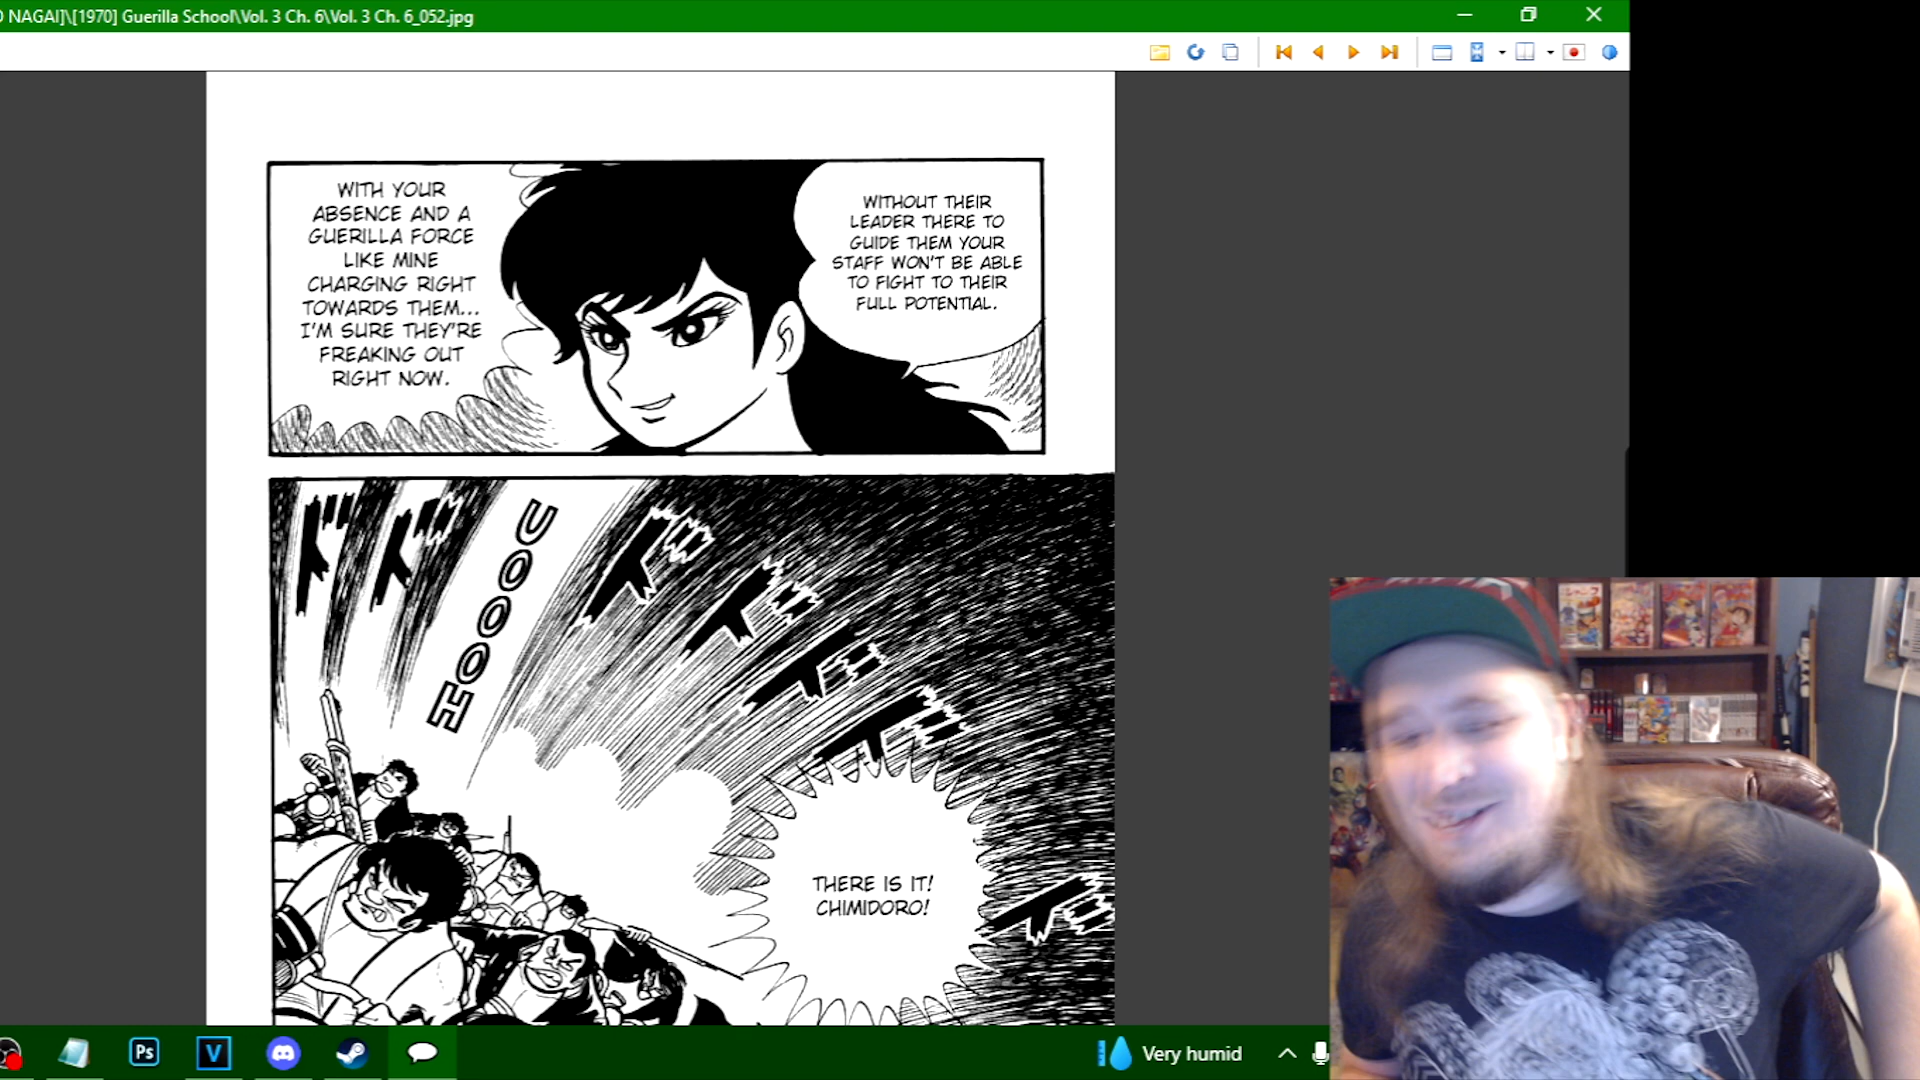 O NAGAI]\[1970] Guerilla School\Vol. 3 Ch. 6\Vol. 3 Ch. 6_052.jpg
WITHOUT THEIR
LEADER THERE TO
GUIDE THEM YOUR
STAFF WON'T BE ABLE
TO FIGHT TO THEIR
FULL POTENTIAL.
WITH YOUR
ABSENCE AND A
GUERILLA FORCE
LIKE MINE
CHARGING RIGHT
TOWARDS THEM...
I'M SURE THEY'RE
FREAKING OUT
RIGHT NOW.
ドドドドドドド
UOOOOH
THERE IS IT!
CHIMIDORO!
Ps
V
Very humid